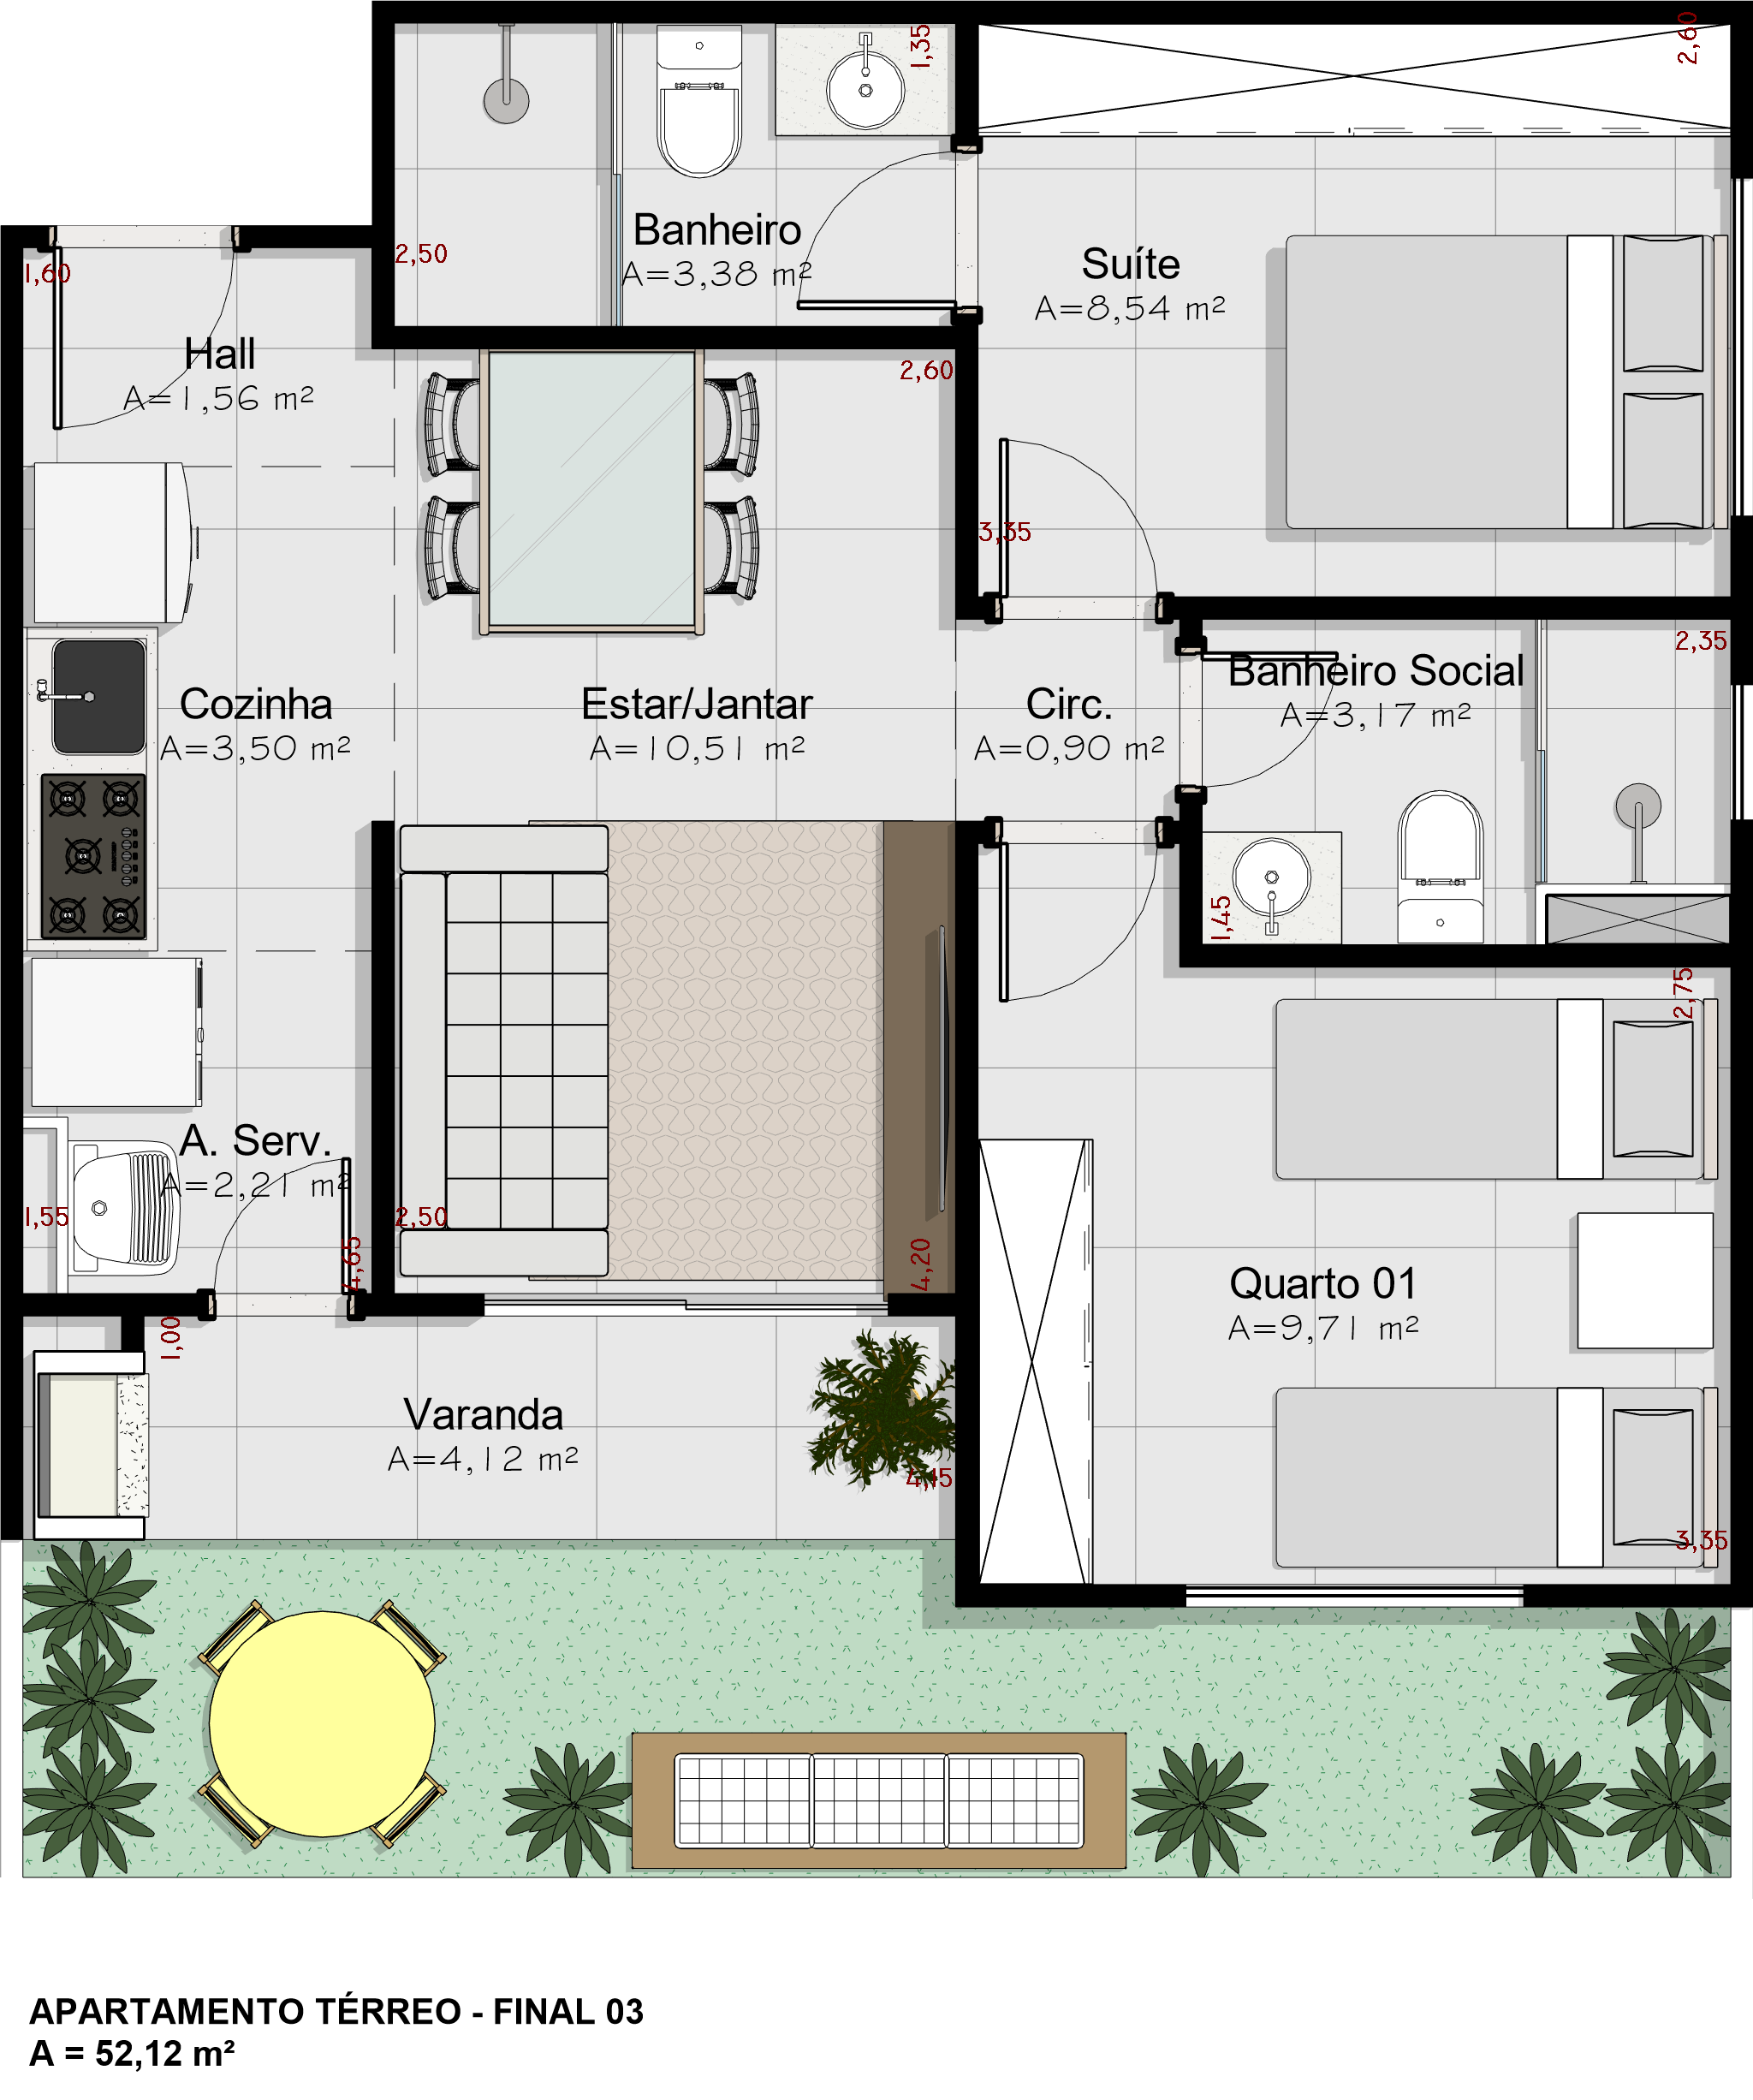 1,35
2,60
Banheiro
A=3,38 m²
2,50
Suíte
A=8,54 m²
1,60
Hall
A=1,56 m²
2,60
3,35
2,35
Cozinha
A=3,50 m²
Estar/Jantar
A=10,51 m²
Circ.
A=0,90 m²
Banheiro Social
A=3,17 m²
1,45
2,75
A. Serv.
A=2,21 m²
1,55
4,65
2,50
4,20
Quarto 01
A=9,71 m²
1,00
Varanda
A=4,12 m²
4,15
3,35
APARTAMENTO TÉRREO - FINAL 03
A = 52,12 m²